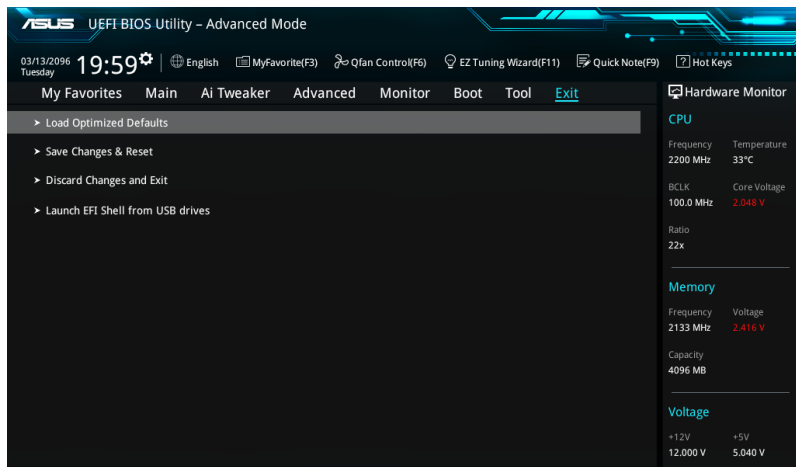 ASUS UEFI BIOS Utility – Advanced Mode
03/13/2096 Tuesday 19:59 English MyFavorite(F3) Qfan Control(F6) EZ Tuning Wizard(F11) Quick Note(F9) ? Hot Keys
My Favorites Main Ai Tweaker Advanced Monitor Boot Tool Exit
Hardware Monitor
➤ Load Optimized Defaults
➤ Save Changes & Reset
➤ Discard Changes and Exit
➤ Launch EFI Shell from USB drives
CPU
Frequency Temperature
2200 MHz 33°C
BCLK Core Voltage
100.0 MHz 2.048 V
Ratio
22x
Memory
Frequency Voltage
2133 MHz 2.416 V
Capacity
4096 MB
Voltage
+12V +5V
12.000 V 5.040 V